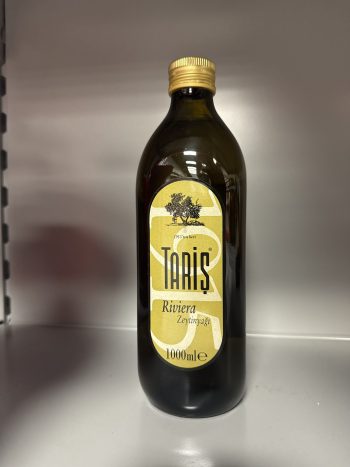 TARİŞ®
Riviera
Zeytinyağı
1000ml℮